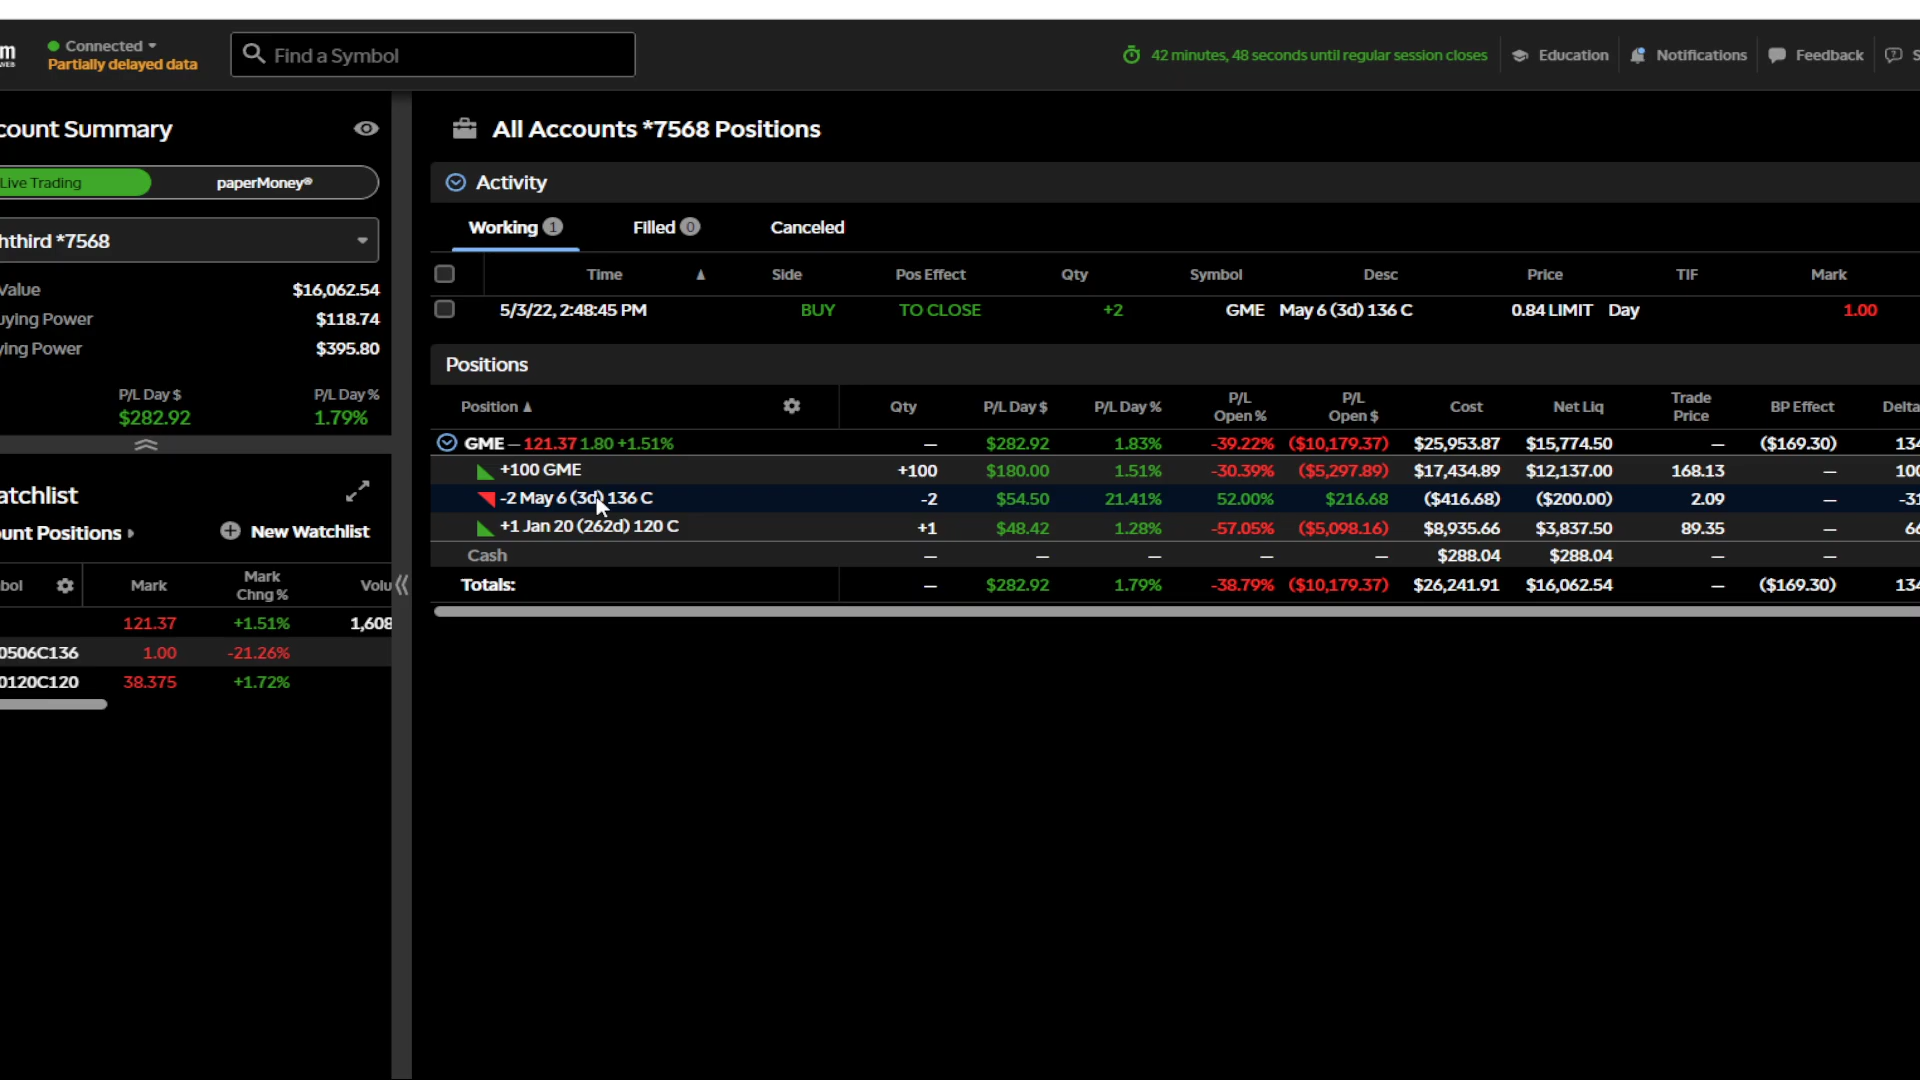 m
WEB
Connected
Partially delayed data
Find a Symbol
42 minutes, 48 seconds until regular session closes
Education
Notifications
Feedback
S
count Summary
Live Trading
paperMoney®
hthird *7568
Value $16,062.54
uying Power $118.74
ying Power $395.80
P/L Day $ P/L Day %
$282.92 1.79%
atchlist
ount Positions
New Watchlist
bol Mark Mark Chng % Volu
121.37 +1.51% 1,608
0506C136 1.00 -21.26%
0120C120 38.375 +1.72%
All Accounts *7568 Positions
Activity
Working 1 Filled 0 Canceled
Time Side Pos Effect Qty Symbol Desc Price TIF Mark
5/3/22, 2:48:45 PM BUY TO CLOSE +2 GME May 6 (3d) 136 C 0.84 LIMIT Day 1.00
Positions
Position Qty P/L Day $ P/L Day % P/L Open % P/L Open $ Cost Net Liq Trade Price BP Effect Delta
GME — 121.37 1.80 +1.51% — $282.92 1.83% -39.22% ($10,179.37) $25,953.87 $15,774.50 — ($169.30) 134
+100 GME +100 $180.00 1.51% -30.39% ($5,297.89) $17,434.89 $12,137.00 168.13 — 100
-2 May 6 (3d) 136 C -2 $54.50 21.41% 52.00% $216.68 ($416.68) ($200.00) 2.09 — -31
+1 Jan 20 (262d) 120 C +1 $48.42 1.28% -57.05% ($5,098.16) $8,935.66 $3,837.50 89.35 — 66
Cash — — — — — $288.04 $288.04 — —
Totals: — $282.92 1.79% -38.79% ($10,179.37) $26,241.91 $16,062.54 — ($169.30) 134